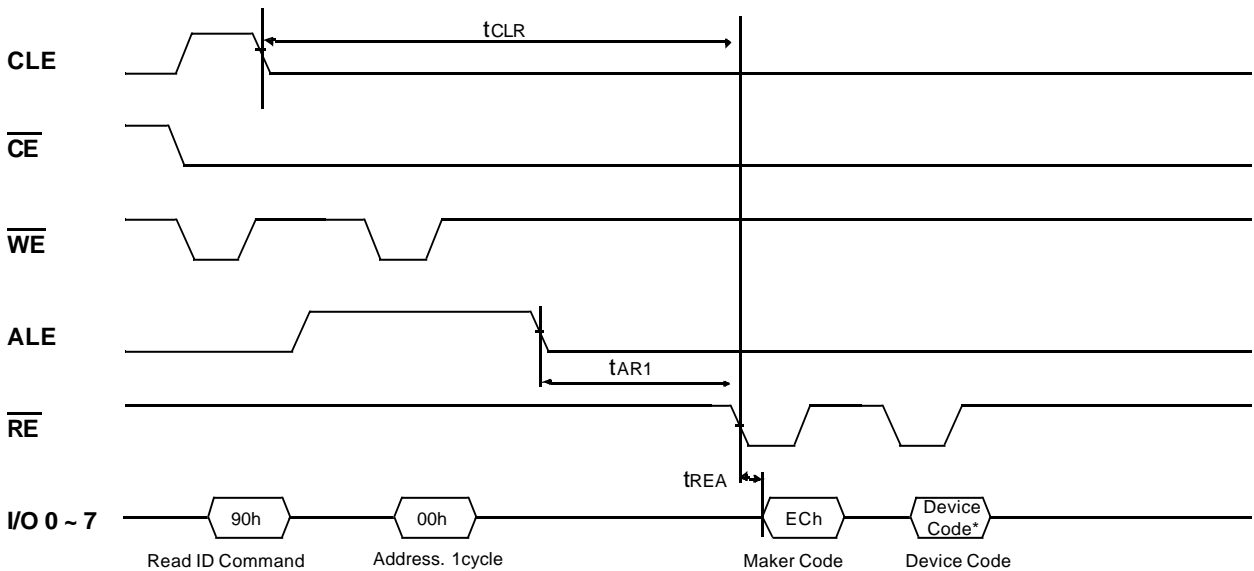 tCLR
CLE
CE
WE
ALE
tAR1
RE
tREA
I/O 0 ~ 7
90h
00h
ECh
Device
Code*
Read ID Command
Address. 1cycle
Maker Code
Device Code